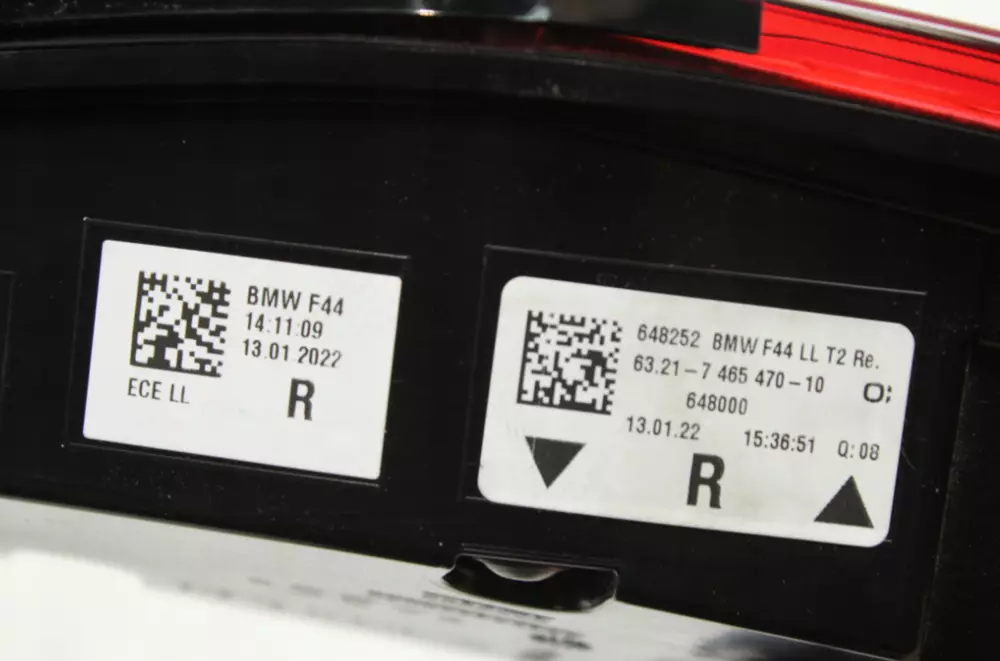 BMW F44
14:11:09
13.01 2022
ECE LL
R
648252 BMW F44 LL T2 Re.
63.21-7 465 470-10 O;
648000
13.01.22 15:36:51 Q:08
R